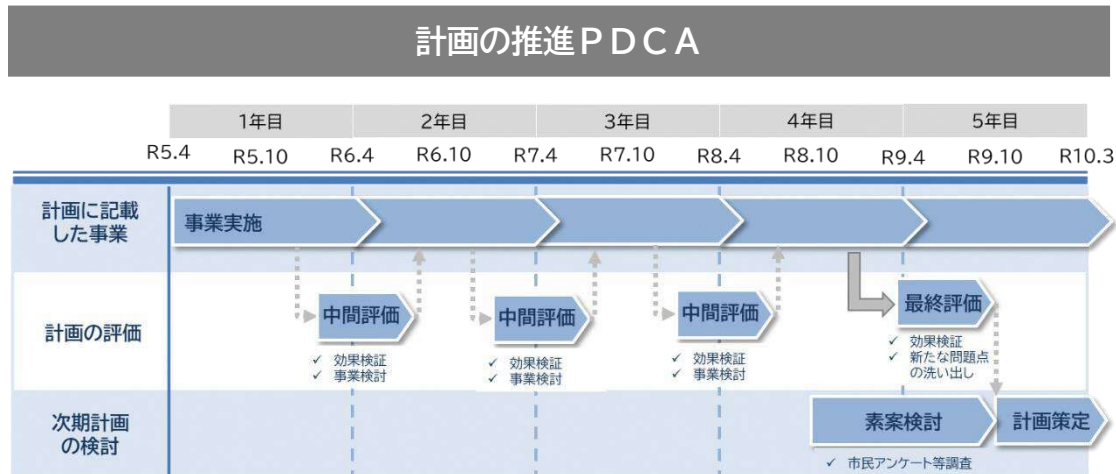 計画の推進ＰＤＣＡ
1年目 2年目 3年目 4年目 5年目
R5.4 R5.10 R6.4 R6.10 R7.4 R7.10 R8.4 R8.10 R9.4 R9.10 R10.3
計画に記載
した事業
事業実施
計画の評価
中間評価
✓ 効果検証
✓ 事業検討
中間評価
✓ 効果検証
✓ 事業検討
中間評価
✓ 効果検証
✓ 事業検討
最終評価
✓ 効果検証
✓ 新たな問題点
の洗い出し
次期計画
の検討
素案検討
計画策定
✓ 市民アンケート等調査